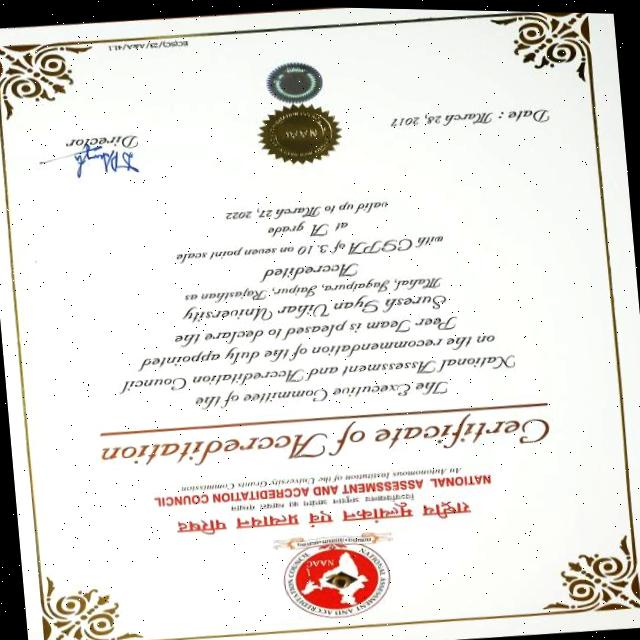 NATIONAL ASSESSMENT AND ACCREDITATION COUNCIL
NAAC
राष्ट्रीय मूल्यांकन एवं प्रत्यायन परिषद
विश्वविद्यालय अनुदान आयोग का स्वायत्त संस्थान
NATIONAL ASSESSMENT AND ACCREDITATION COUNCIL
An Autonomous Institution of the University Grants Commission
Certificate of Accreditation
The Executive Committee of the
National Assessment and Accreditation Council
on the recommendation of the duly appointed
Peer Team is pleased to declare the
Suresh Gyan Vihar University
Mahal, Jagatpura, Jaipur, Rajasthan as
Accredited
with CGPA of 3.10 on seven point scale
at A grade
valid up to March 27, 2022
Date : March 28, 2017
NAAC
Director
EC(SC)/23/A&A/41.1